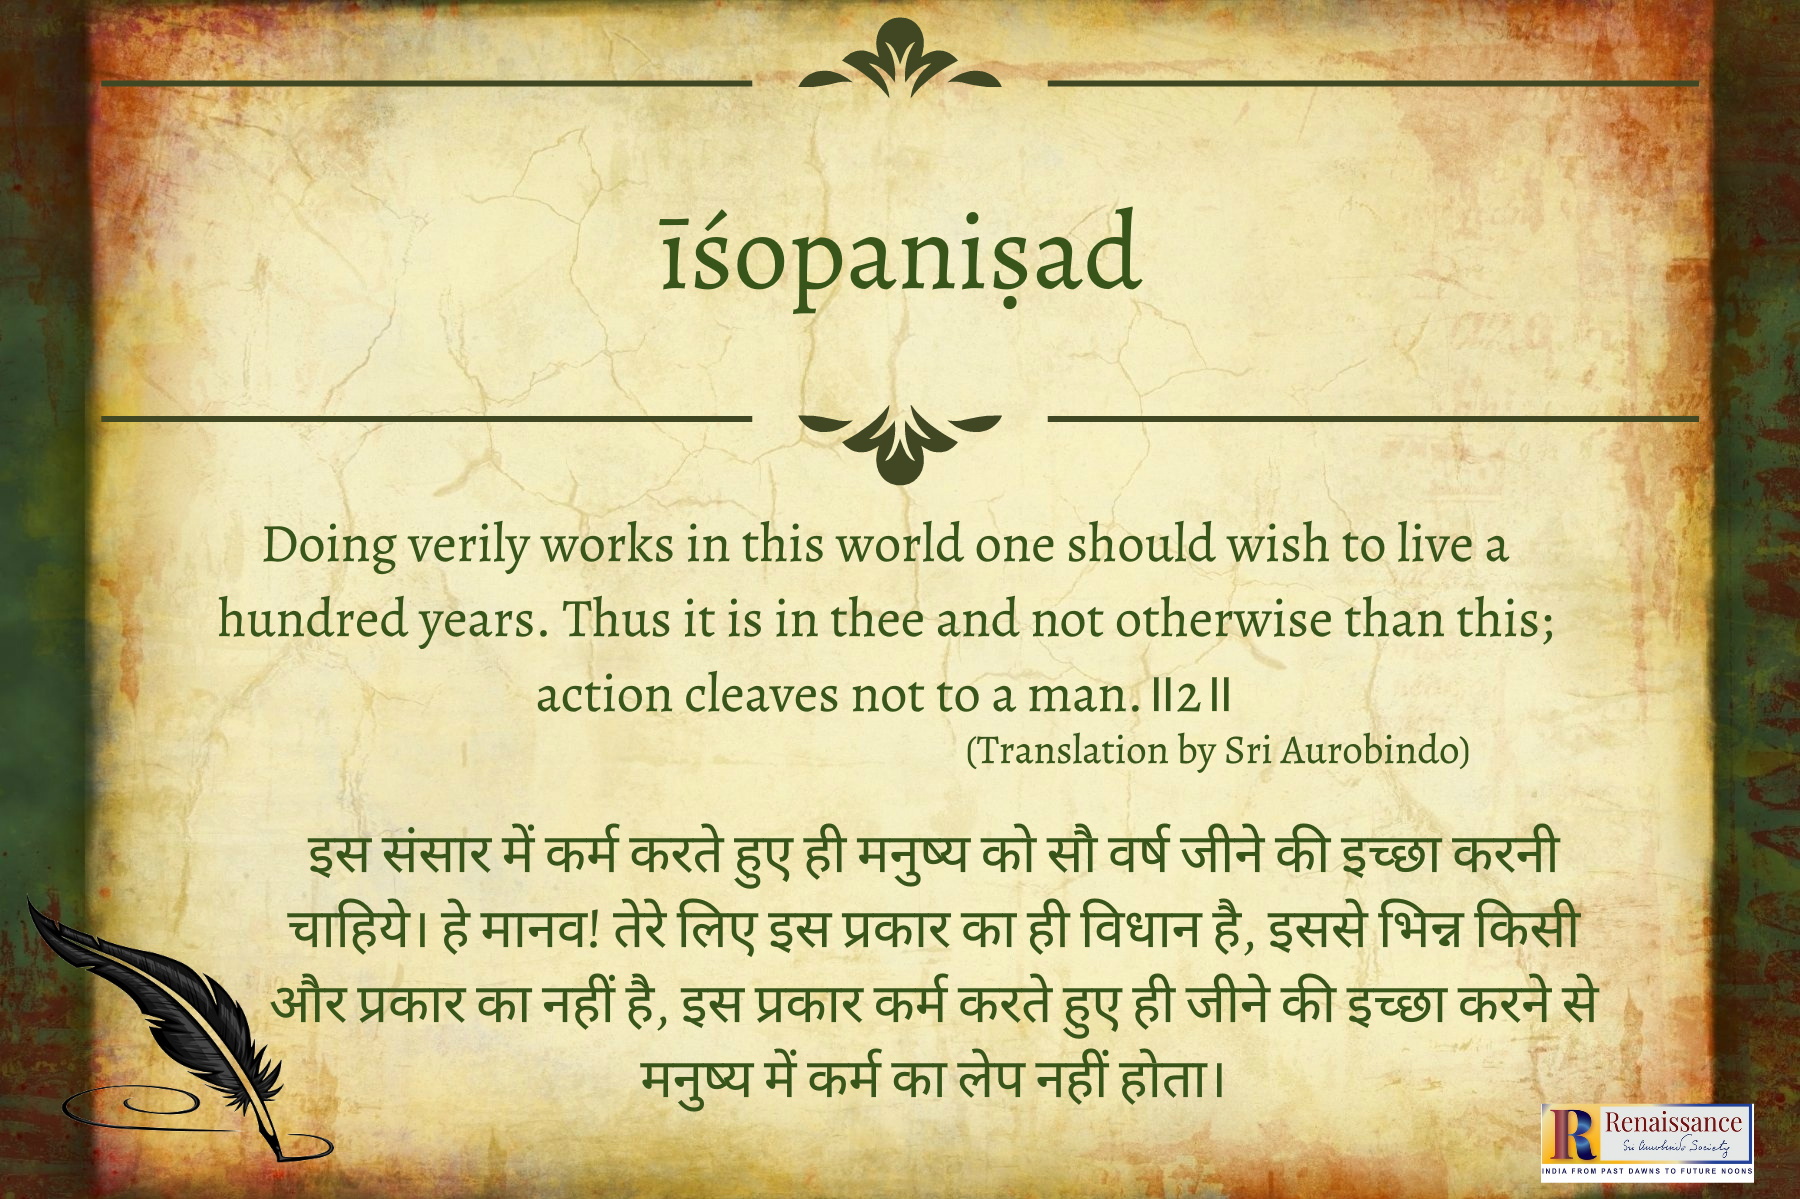 īśopaniṣad
Doing verily works in this world one should wish to live a
hundred years. Thus it is in thee and not otherwise than this;
action cleaves not to a man. ॥2॥
(Translation by Sri Aurobindo)
इस संसार में कर्म करते हुए ही मनुष्य को सौ वर्ष जीने की इच्छा करनी
चाहिये। हे मानव! तेरे लिए इस प्रकार का ही विधान है, इससे भिन्न किसी
और प्रकार का नहीं है, इस प्रकार कर्म करते हुए ही जीने की इच्छा करने से
मनुष्य में कर्म का लेप नहीं होता।
R Renaissance
Sri Aurobindo Society
INDIA FROM PAST DAWNS TO FUTURE NOONS